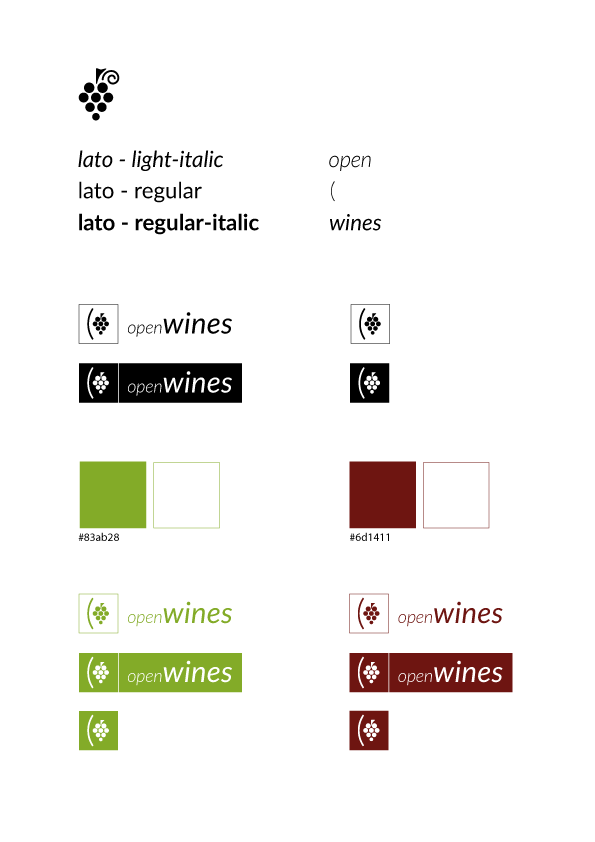 lato - light-italic
open
lato - regular
(
lato - regular-italic
wines
( openwines
(
( openwines
(
#83ab28
#6d1411
( openwines
( openwines
( openwines
( openwines
(
(